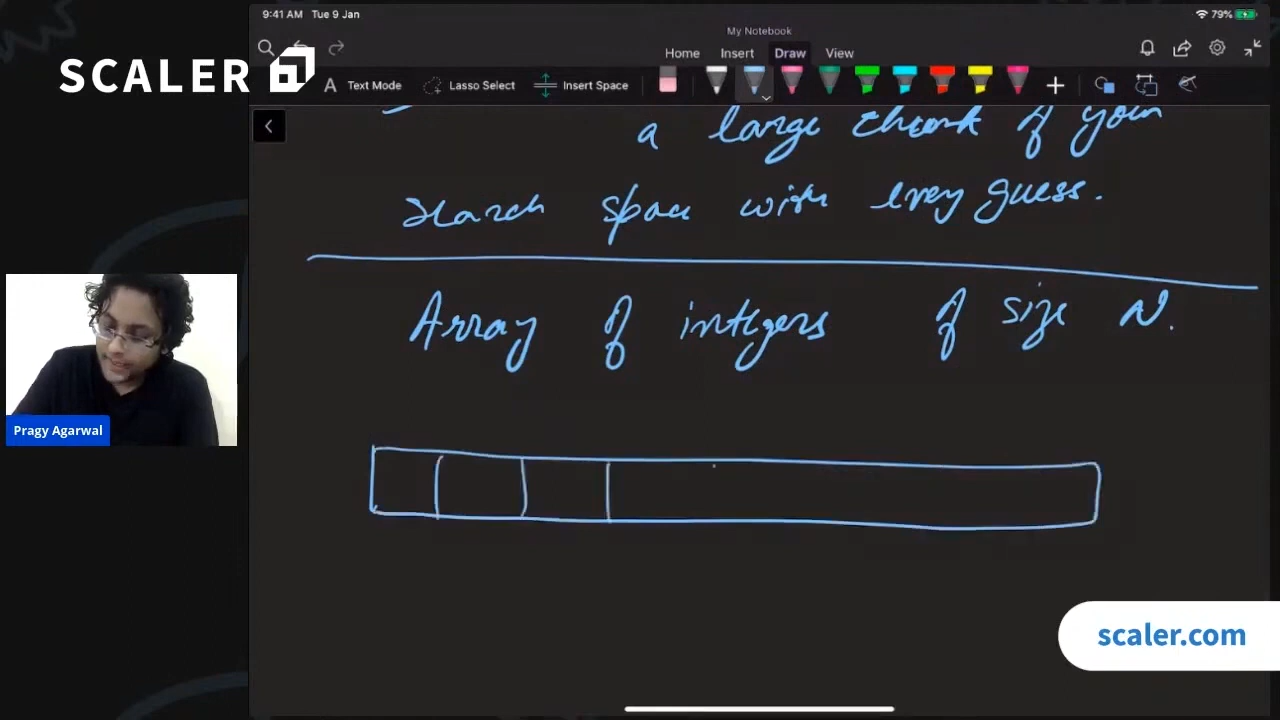 9:41 AM Tue 9 Jan
79%
My Notebook
Home Insert Draw View
SCALER
A Text Mode Lasso Select Insert Space
a large chunk of your
search space with every guess.
Array of integers of size N.
Pragy Agarwal
scaler.com